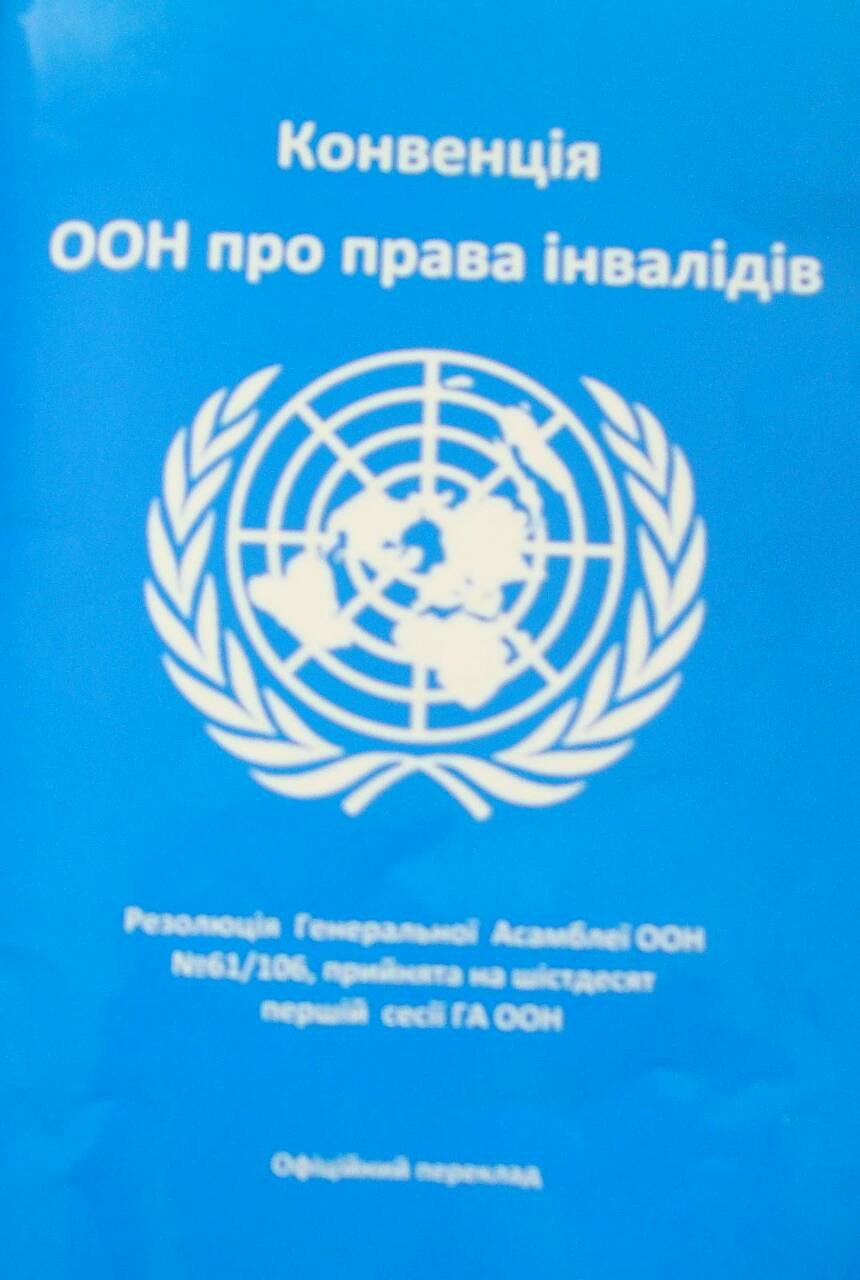 Конвенція
ООН про права інвалідів
Резолюція Генеральної Асамблеї ООН
№61/106, прийнята на шістдесят
першій сесії ГА ООН
Офіційний переклад